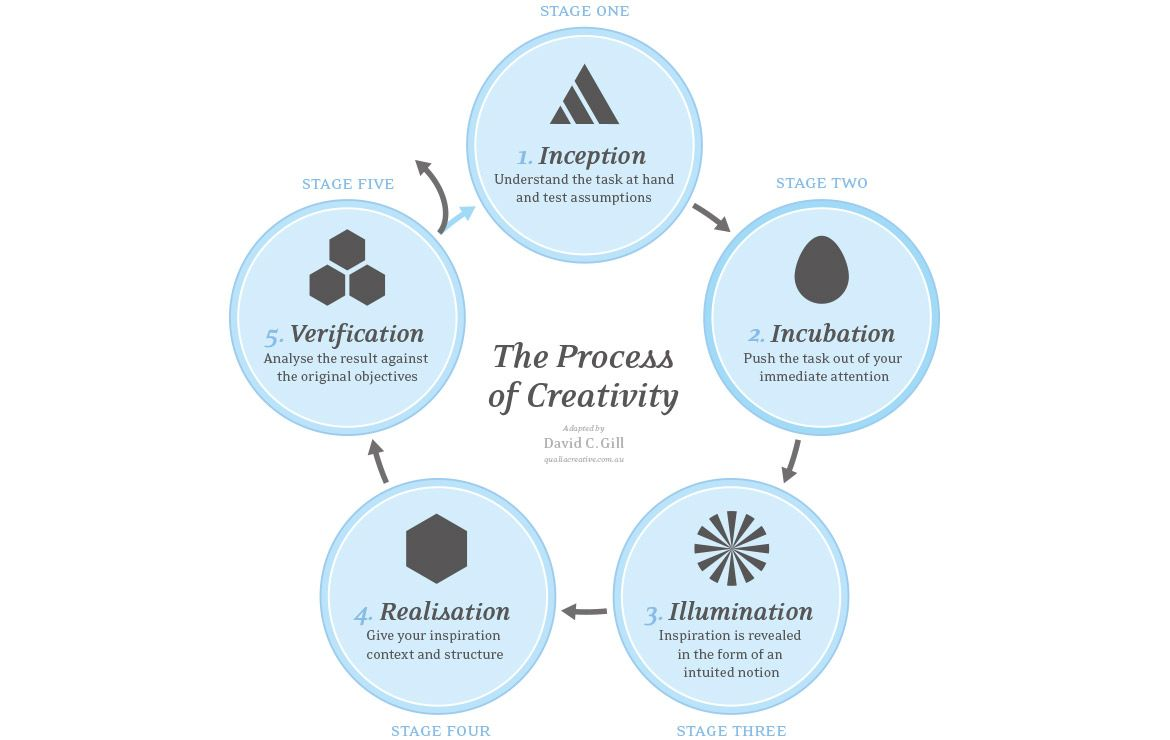 STAGE ONE
1. Inception
Understand the task at hand
and test assumptions
STAGE TWO
2. Incubation
Push the task out of your
immediate attention
STAGE THREE
3. Illumination
Inspiration is revealed
in the form of an
intuited notion
STAGE FOUR
4. Realisation
Give your inspiration
context and structure
STAGE FIVE
5. Verification
Analyse the result against
the original objectives
The Process
of Creativity
Adapted by
David C. Gill
qualiacreative.com.au